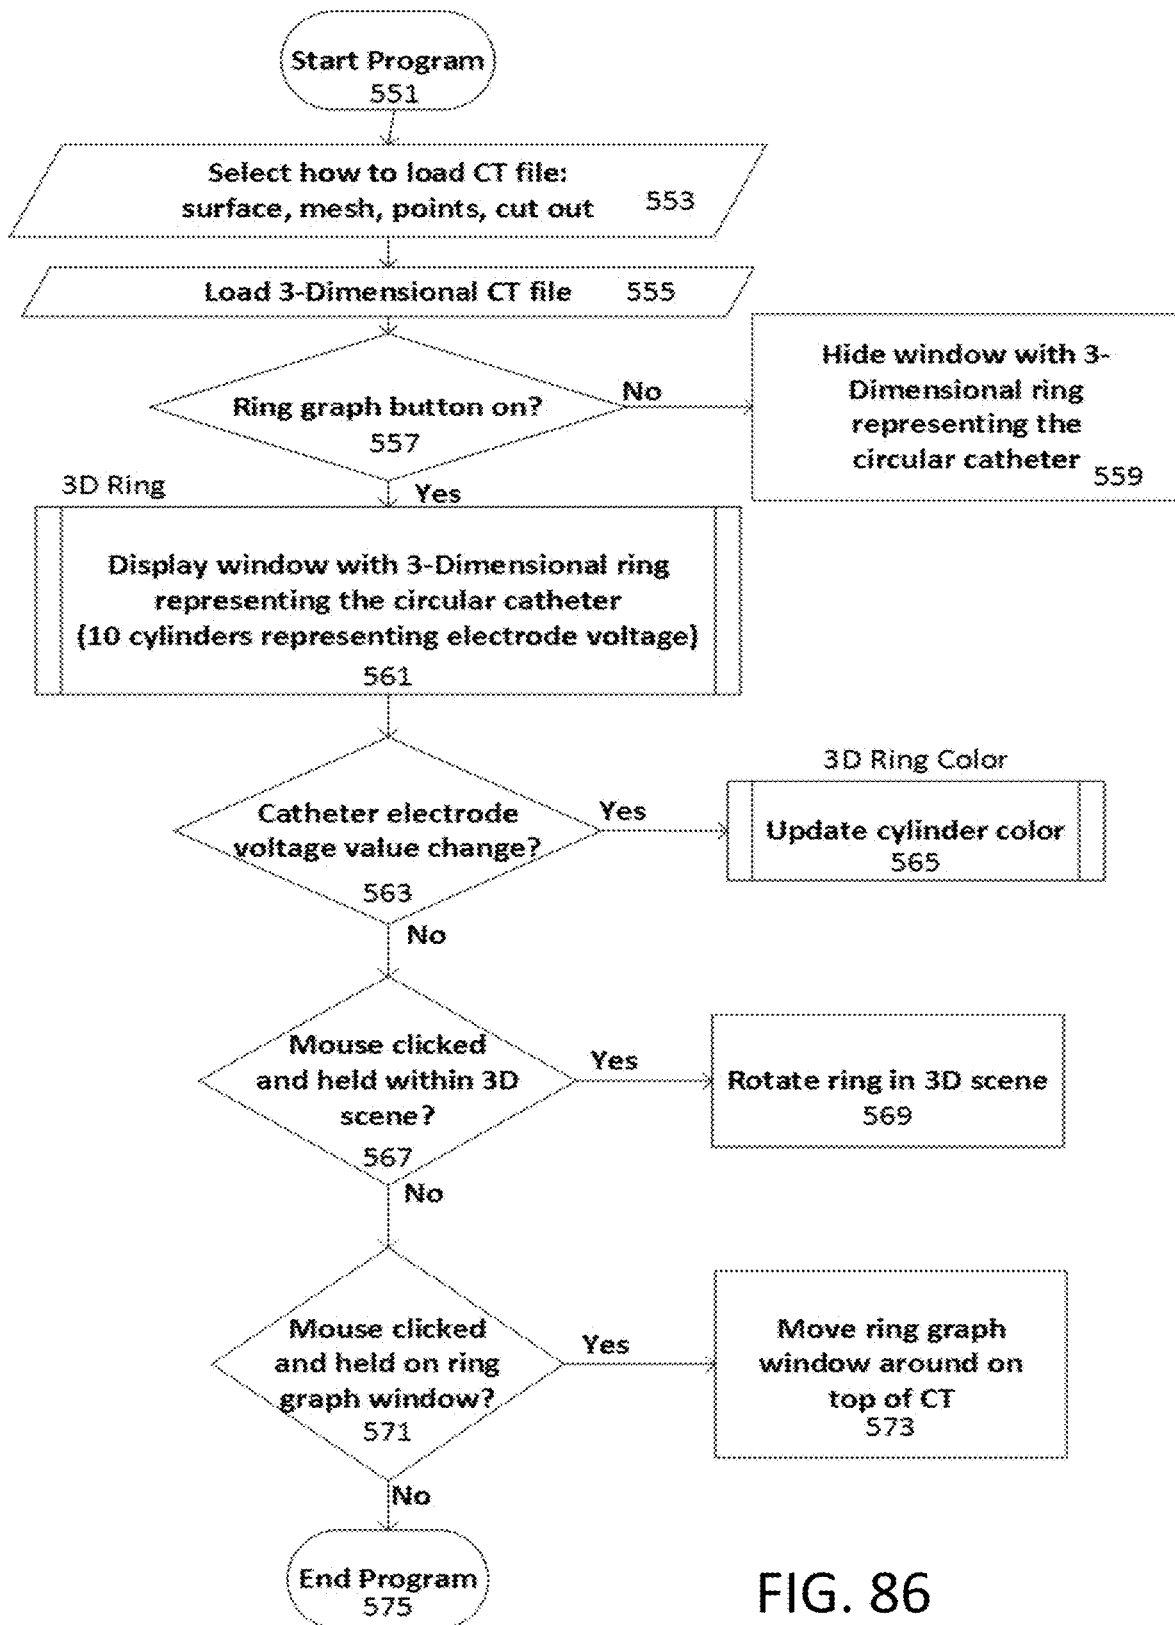 Start Program
551
Select how to load CT file:
surface, mesh, points, cut out
553
Load 3-Dimensional CT file
555
Ring graph button on?
557
No
Hide window with 3-
Dimensional ring
representing the
circular catheter
559
Yes
3D Ring
Display window with 3-Dimensional ring
representing the circular catheter
(10 cylinders representing electrode voltage)
561
Catheter electrode
voltage value change?
563
Yes
3D Ring Color
Update cylinder color
565
No
Mouse clicked
and held within 3D
scene?
567
Yes
Rotate ring in 3D scene
569
No
Mouse clicked
and held on ring
graph window?
571
Yes
Move ring graph
window around on
top of CT
573
No
End Program
575
FIG. 86